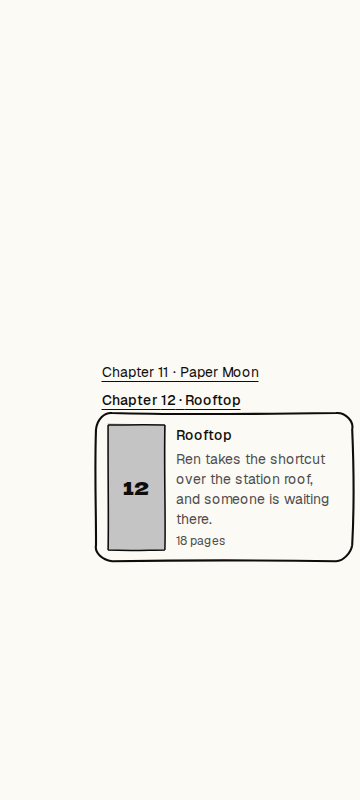 Chapter 11 · Paper Moon
Chapter 12 · Rooftop
12
Rooftop
Ren takes the shortcut
over the station roof,
and someone is waiting
there.
18 pages